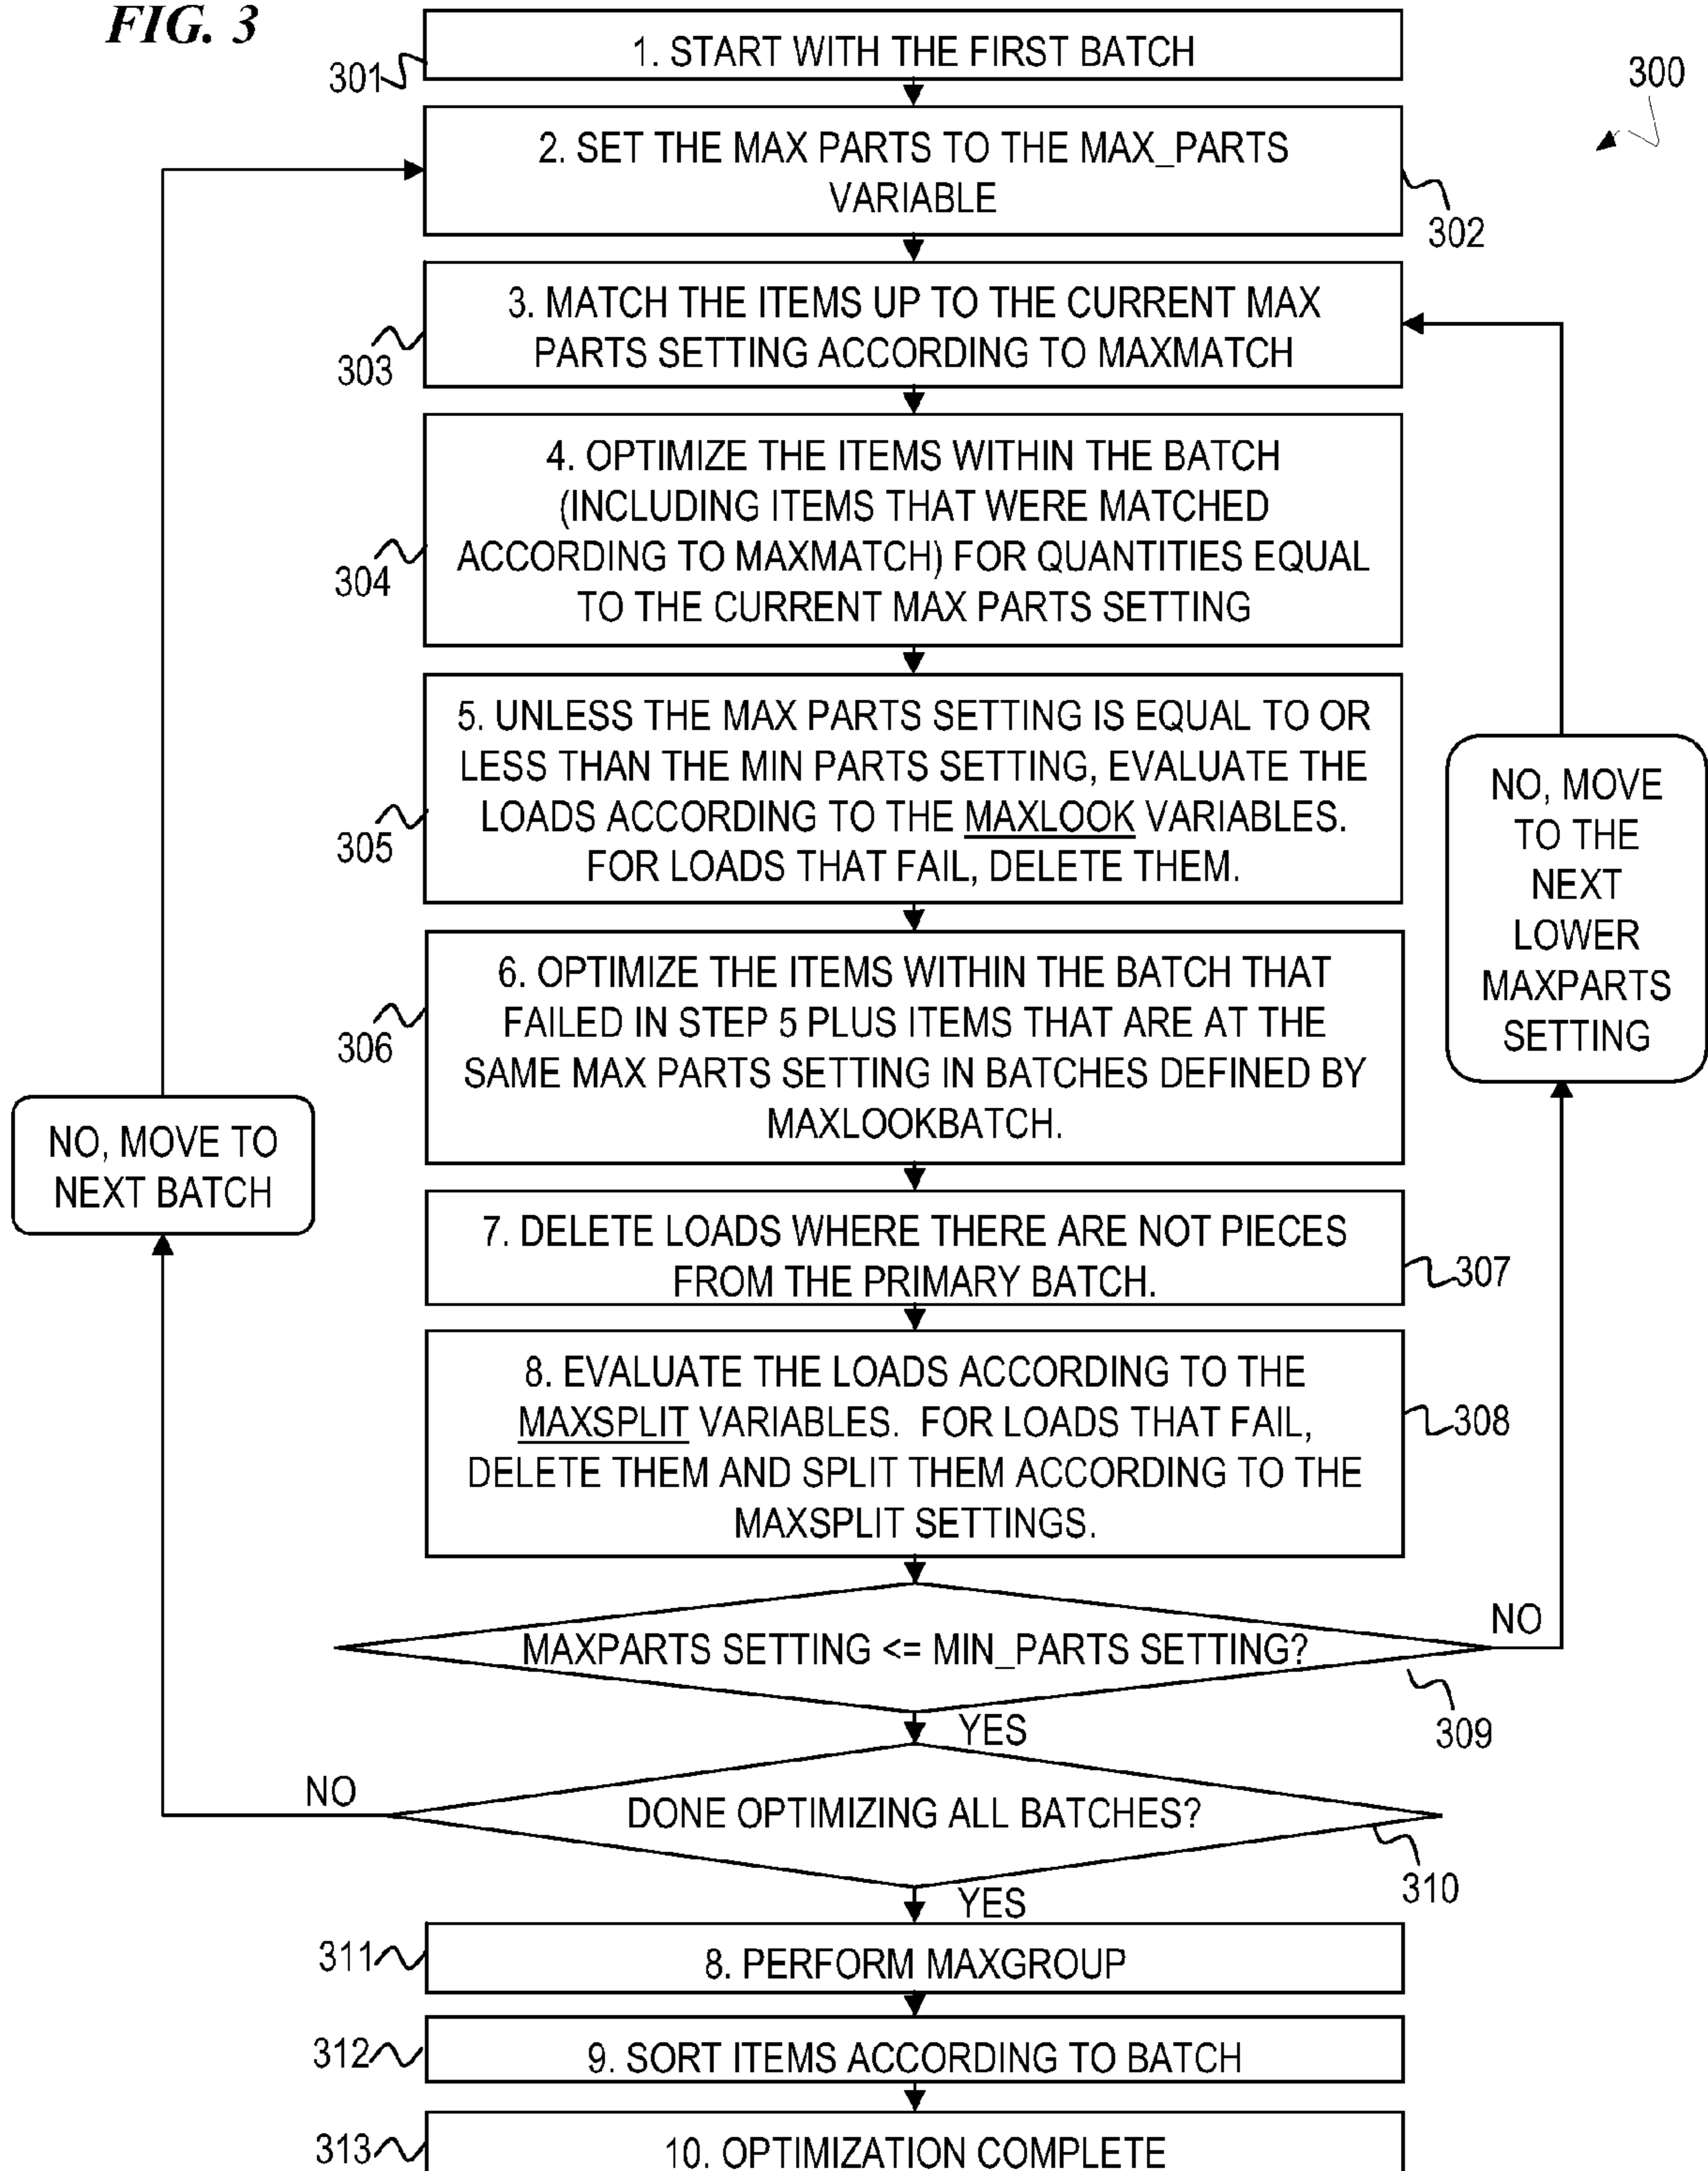 FIG. 3
300
1. START WITH THE FIRST BATCH
301
2. SET THE MAX PARTS TO THE MAX_PARTS
VARIABLE
302
3. MATCH THE ITEMS UP TO THE CURRENT MAX
PARTS SETTING ACCORDING TO MAXMATCH
303
4. OPTIMIZE THE ITEMS WITHIN THE BATCH
(INCLUDING ITEMS THAT WERE MATCHED
ACCORDING TO MAXMATCH) FOR QUANTITIES EQUAL
TO THE CURRENT MAX PARTS SETTING
304
5. UNLESS THE MAX PARTS SETTING IS EQUAL TO OR
LESS THAN THE MIN PARTS SETTING, EVALUATE THE
LOADS ACCORDING TO THE MAXLOOK VARIABLES.
FOR LOADS THAT FAIL, DELETE THEM.
305
NO, MOVE
TO THE
NEXT
LOWER
MAXPARTS
SETTING
6. OPTIMIZE THE ITEMS WITHIN THE BATCH THAT
FAILED IN STEP 5 PLUS ITEMS THAT ARE AT THE
SAME MAX PARTS SETTING IN BATCHES DEFINED BY
MAXLOOKBATCH.
306
NO, MOVE TO
NEXT BATCH
7. DELETE LOADS WHERE THERE ARE NOT PIECES
FROM THE PRIMARY BATCH.
307
8. EVALUATE THE LOADS ACCORDING TO THE
MAXSPLIT VARIABLES. FOR LOADS THAT FAIL,
DELETE THEM AND SPLIT THEM ACCORDING TO THE
MAXSPLIT SETTINGS.
308
MAXPARTS SETTING <= MIN_PARTS SETTING?
NO
309
YES
DONE OPTIMIZING ALL BATCHES?
NO
310
YES
311
8. PERFORM MAXGROUP
312
9. SORT ITEMS ACCORDING TO BATCH
313
10. OPTIMIZATION COMPLETE